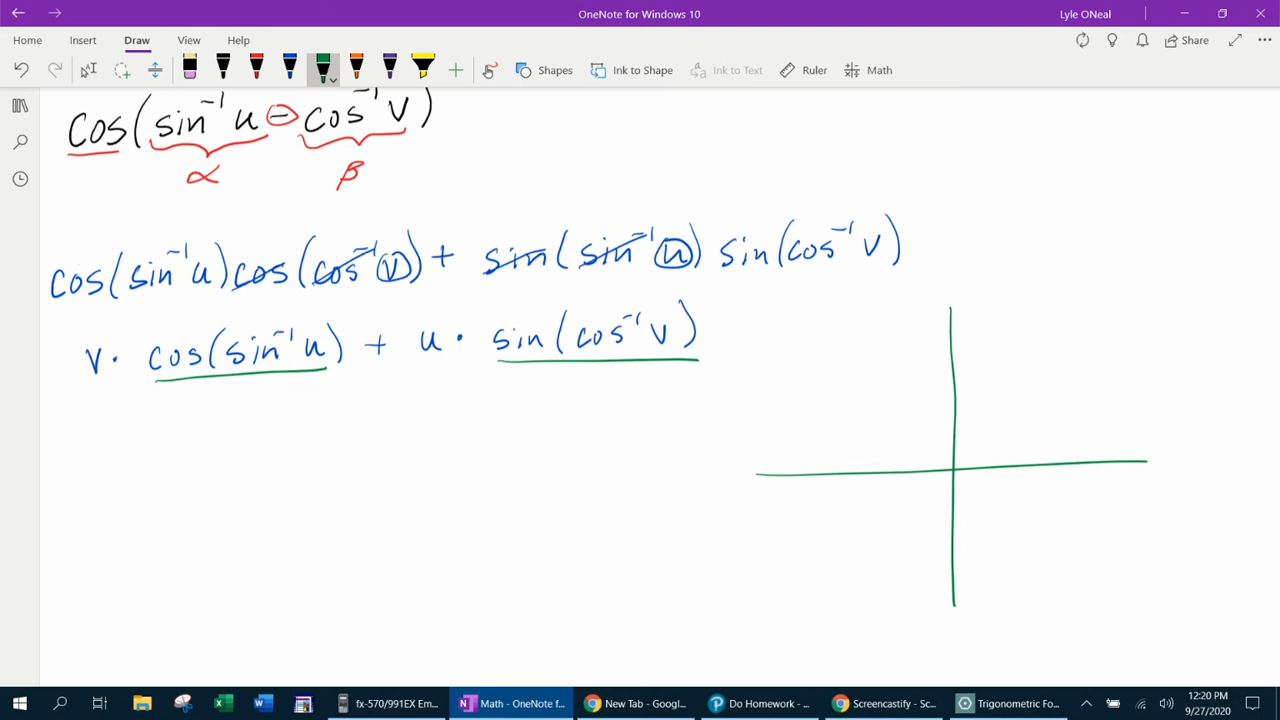 OneNote for Windows 10
Lyle ONeal
Home Insert Draw View Help
Share
Shapes Ink to Shape Ink to Text Ruler Math
cos(sin⁻¹u − cos⁻¹v)
α β
cos(sin⁻¹u)cos(cos⁻¹(v)) + sin(sin⁻¹(u)) sin(cos⁻¹v)
v · cos(sin⁻¹u) + u · sin(cos⁻¹v)
fx-570/991EX Em... Math - OneNote f... New Tab - Googl... Do Homework - ... Screencastify - Sc... Trigonometric Fo...
12:20 PM
9/27/2020